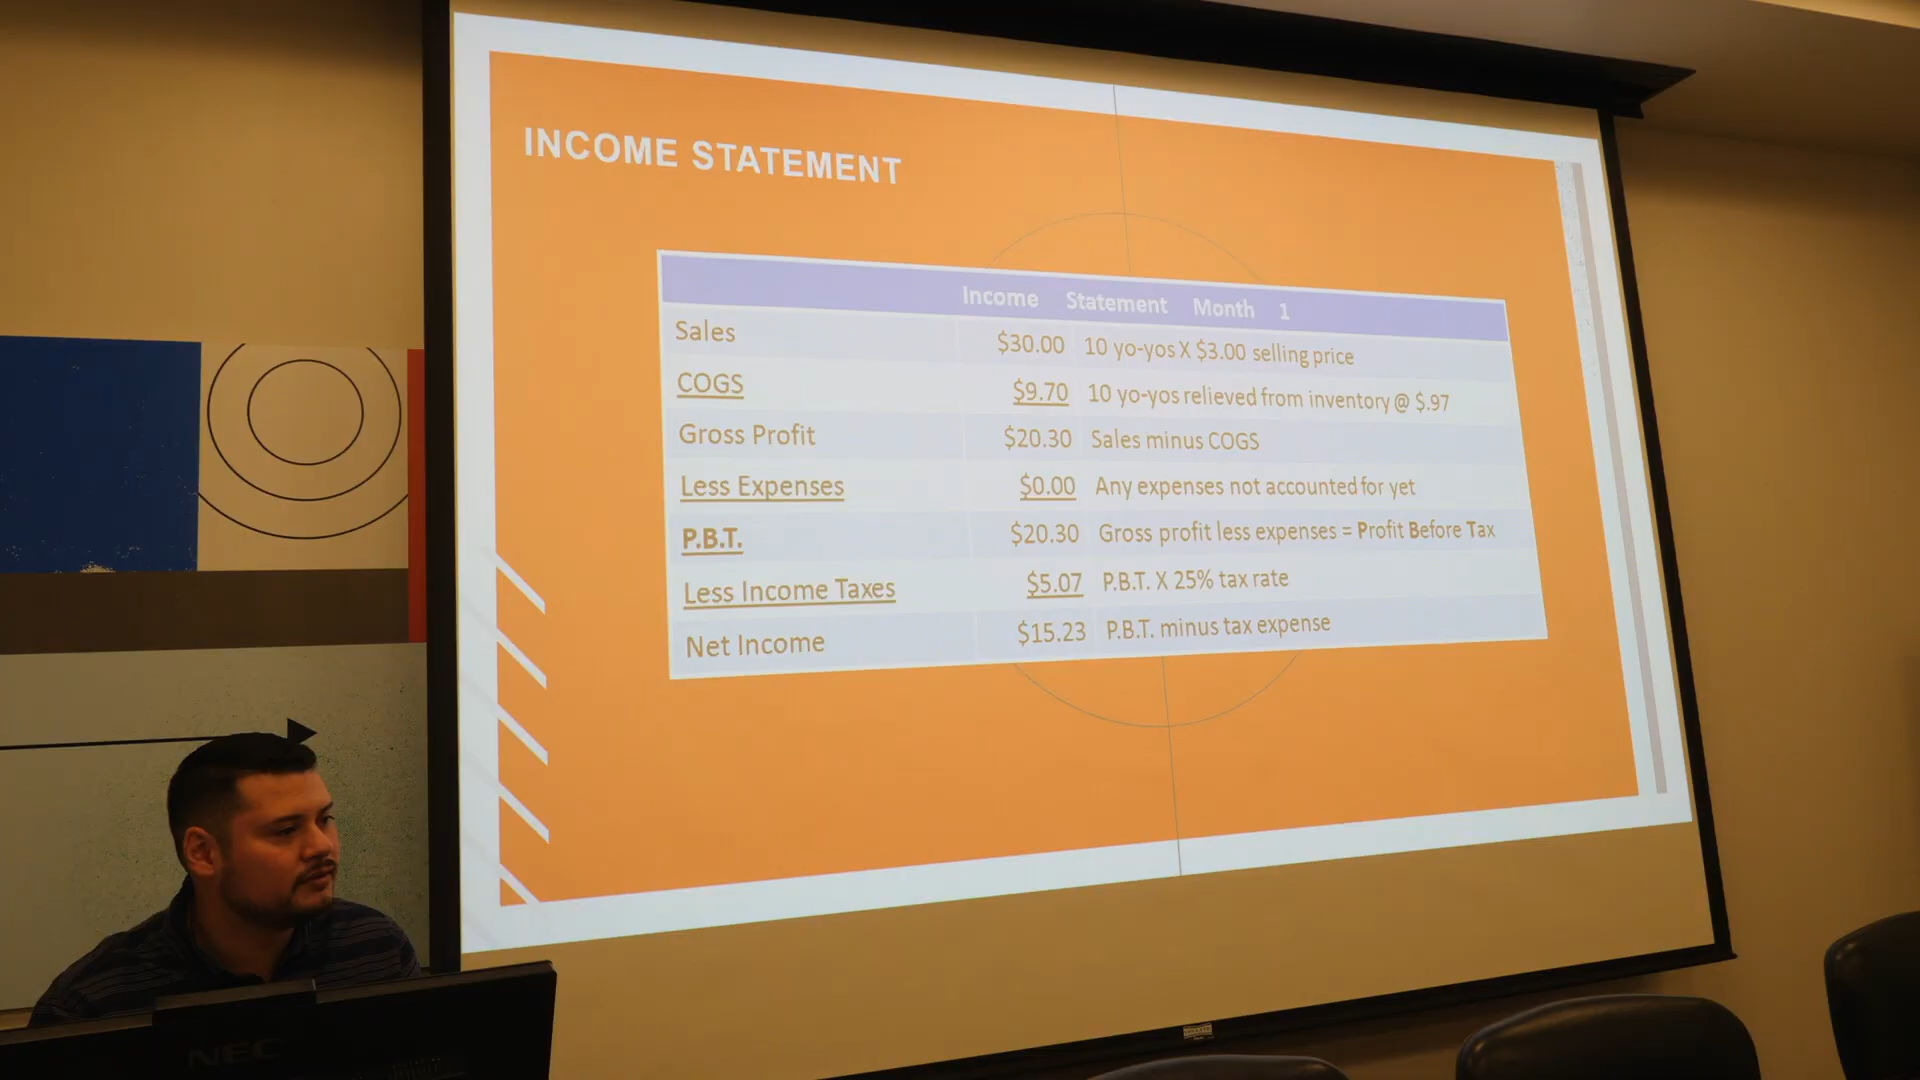 INCOME STATEMENT
Income Statement Month 1
Sales $30.00 10 yo-yos X $3.00 selling price
COGS $9.70 10 yo-yos relieved from inventory @ $.97
Gross Profit $20.30 Sales minus COGS
Less Expenses $0.00 Any expenses not accounted for yet
P.B.T. $20.30 Gross profit less expenses = Profit Before Tax
Less Income Taxes $5.07 P.B.T. X 25% tax rate
Net Income $15.23 P.B.T. minus tax expense
NEC